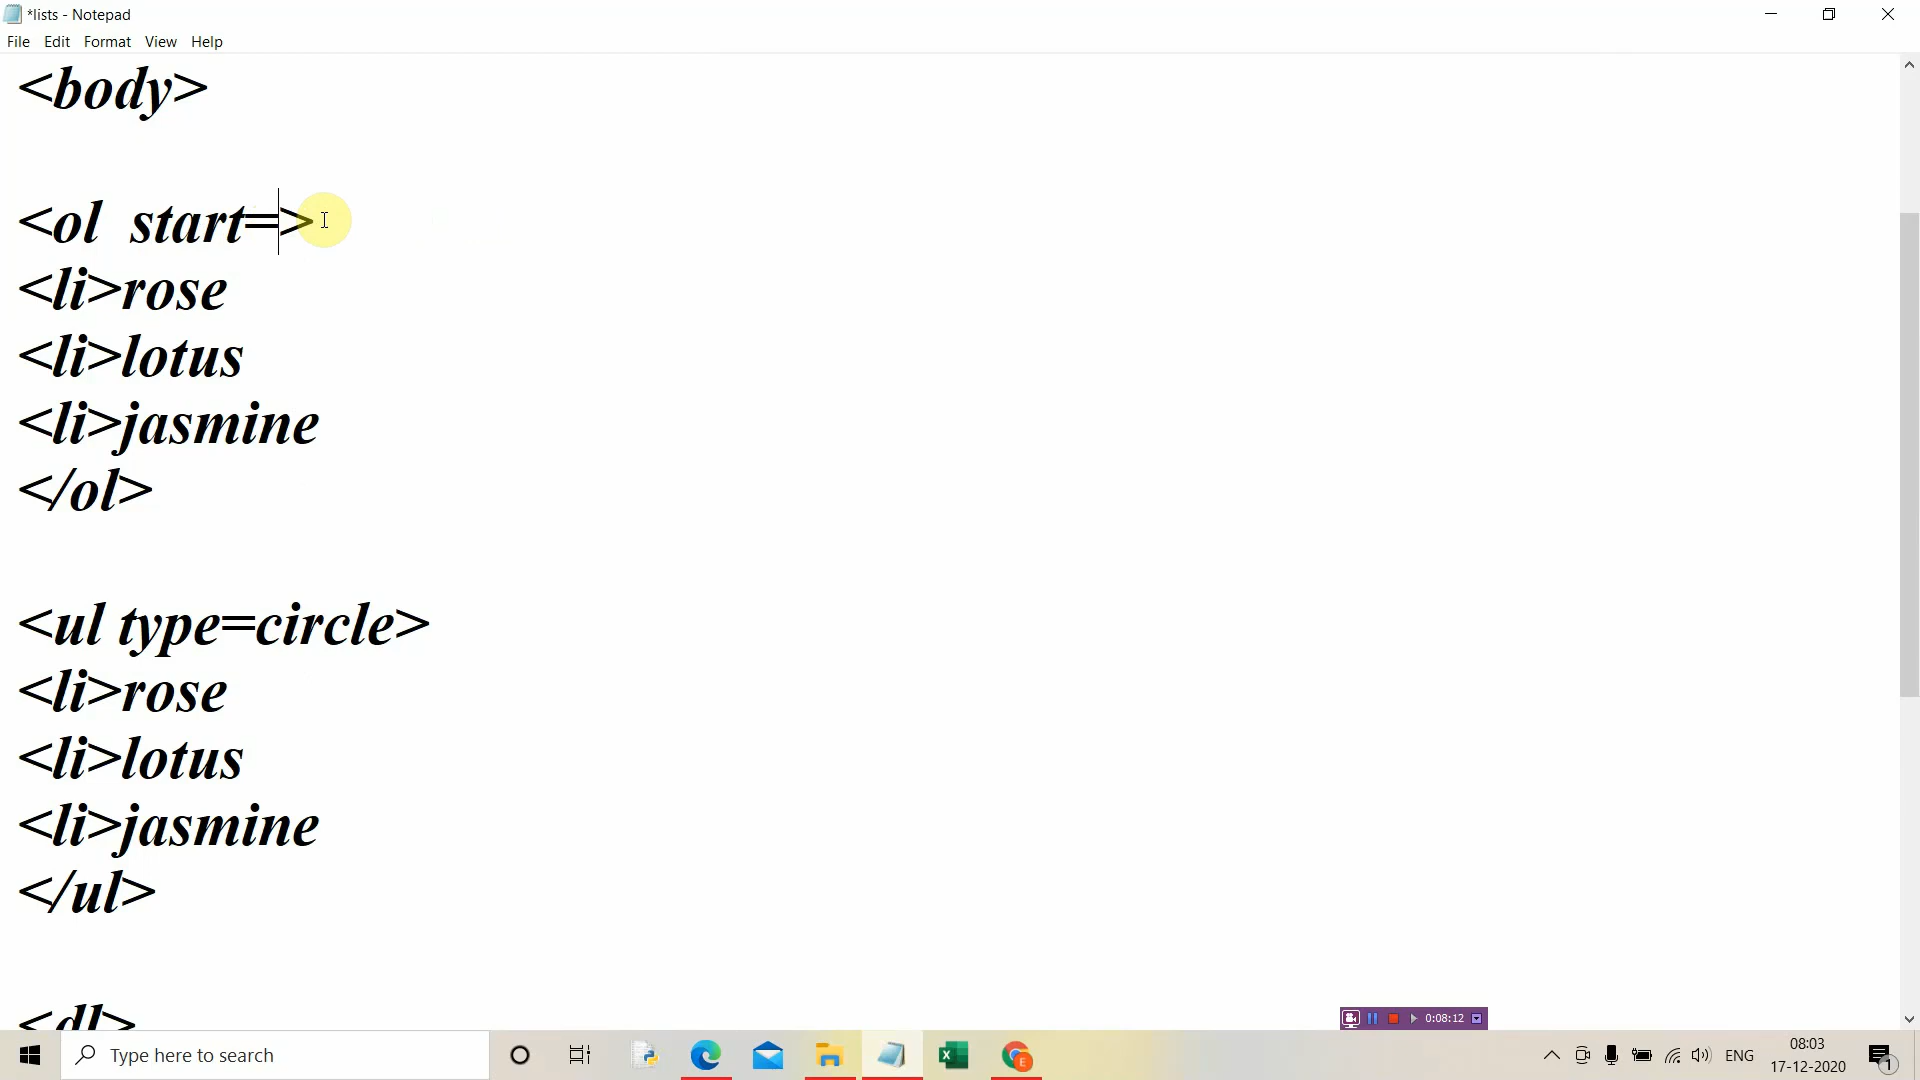 *lists - Notepad
File Edit Format View Help
<body>
<ol  start=>
<li>rose
<li>lotus
<li>jasmine
</ol>
<ul type=circle>
<li>rose
<li>lotus
<li>jasmine
</ul>
<dl>
0:08:12
Type here to search
E
ENG
08:03
17-12-2020
1